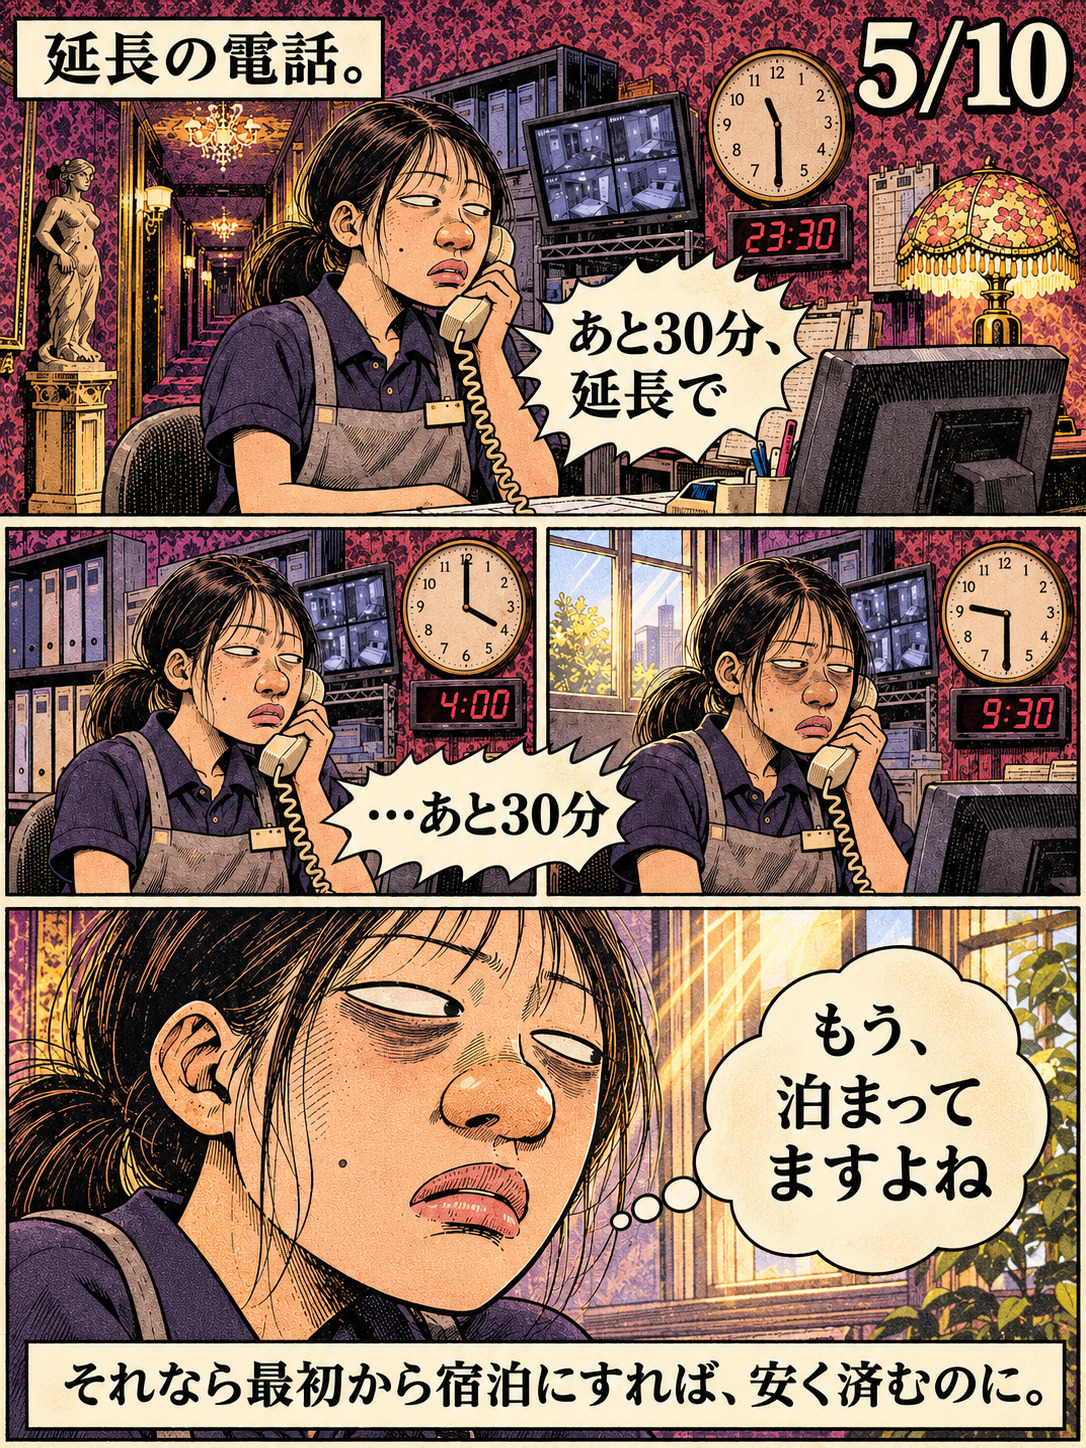 延長の電話。
5/10
23:30
あと30分、
延長で
4:00
9:30
…あと30分
もう、
泊まって
ますよね
それなら最初から宿泊にすれば、安く済むのに。